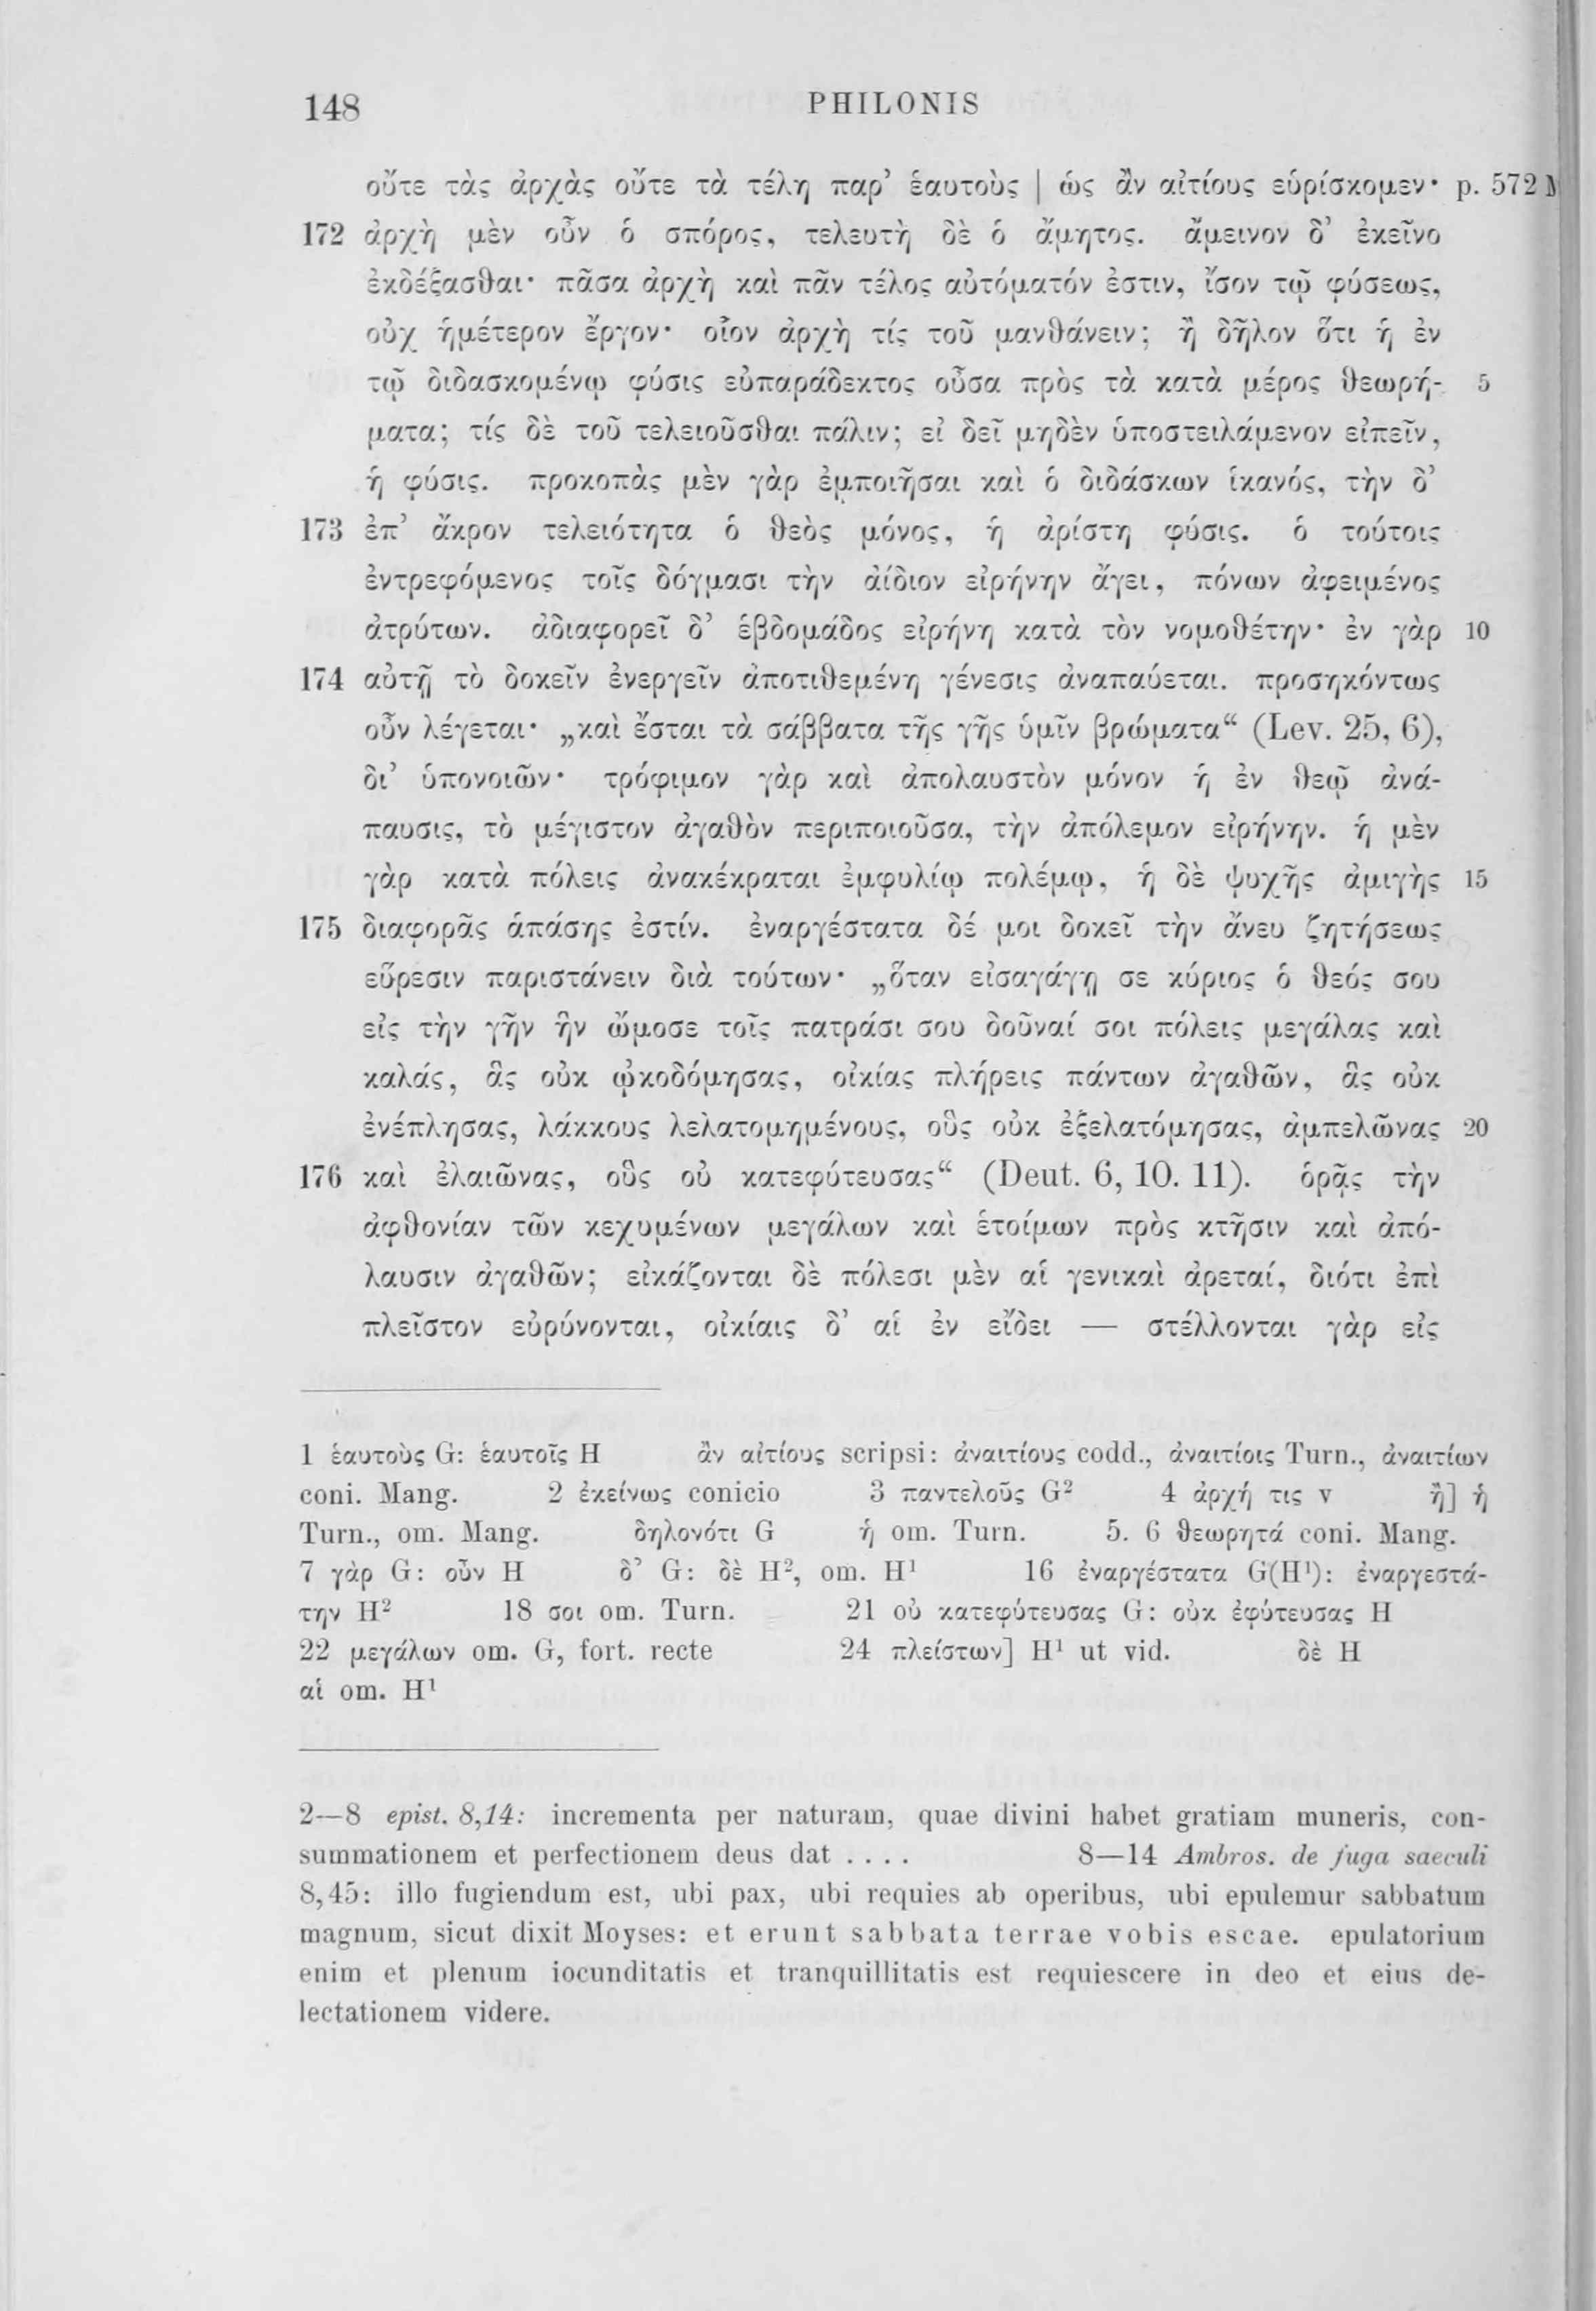 148 PHILONIS
οὔτε τὰς ἀρχὰς οὔτε τὰ τέλη παρ’ ἑαυτοὺς | ὡς ἂν αἰτίους εὑρίσκομεν· p. 572 M
172 ἀρχὴ μὲν οὖν ὁ σπόρος, τελευτὴ δὲ ὁ ἄμητος. ἄμεινον δ’ ἐκεῖνο
ἐκδέξασθαι· πᾶσα ἀρχὴ καὶ πᾶν τέλος αὐτόματόν ἐστιν, ἴσον τῷ φύσεως,
οὐχ ἡμέτερον ἔργον· οἷον ἀρχὴ τίς τοῦ μανθάνειν; ἢ δῆλον ὅτι ἡ ἐν
τῷ διδασκομένῳ φύσις εὐπαράδεκτος οὖσα πρὸς τὰ κατὰ μέρος θεωρή- 5
ματα; τίς δὲ τοῦ τελειοῦσθαι πάλιν; εἰ δεῖ μηδὲν ὑποστειλάμενον εἰπεῖν,
ἡ φύσις. προκοπὰς μὲν γὰρ ἐμποιῆσαι καὶ ὁ διδάσκων ἱκανός, τὴν δ’
173 ἐπ’ ἄκρον τελειότητα ὁ θεὸς μόνος, ἡ ἀρίστη φύσις. ὁ τούτοις
ἐντρεφόμενος τοῖς δόγμασι τὴν ἀίδιον εἰρήνην ἄγει, πόνων ἀφειμένος
ἀτρύτων. ἀδιαφορεῖ δ’ ἑβδομάδος εἰρήνη κατὰ τὸν νομοθέτην· ἐν γὰρ 10
174 αὐτῇ τὸ δοκεῖν ἐνεργεῖν ἀποτιθεμένη γένεσις ἀναπαύεται. προσηκόντως
οὖν λέγεται· „καὶ ἔσται τὰ σάββατα τῆς γῆς ὑμῖν βρώματα“ (Lev. 25, 6),
δι’ ὑπονοιῶν· τρόφιμον γὰρ καὶ ἀπολαυστὸν μόνον ἡ ἐν θεῷ ἀνά-
παυσις, τὸ μέγιστον ἀγαθὸν περιποιοῦσα, τὴν ἀπόλεμον εἰρήνην. ἡ μὲν
γὰρ κατὰ πόλεις ἀνακέκραται ἐμφυλίῳ πολέμῳ, ἡ δὲ ψυχῆς ἀμιγὴς 15
175 διαφορᾶς ἁπάσης ἐστίν. ἐναργέστατα δέ μοι δοκεῖ τὴν ἄνευ ζητήσεως
εὕρεσιν παριστάνειν διὰ τούτων· „ὅταν εἰσαγάγῃ σε κύριος ὁ θεός σου
εἰς τὴν γῆν ἣν ὤμοσε τοῖς πατράσι σου δοῦναί σοι πόλεις μεγάλας καὶ
καλάς, ἃς οὐκ ᾠκοδόμησας, οἰκίας πλήρεις πάντων ἀγαθῶν, ἃς οὐκ
ἐνέπλησας, λάκκους λελατομημένους, οὓς οὐκ ἐξελατόμησας, ἀμπελῶνας 20
176 καὶ ἐλαιῶνας, οὓς οὐ κατεφύτευσας“ (Deut. 6, 10. 11). ὁρᾷς τὴν
ἀφθονίαν τῶν κεχυμένων μεγάλων καὶ ἑτοίμων πρὸς κτῆσιν καὶ ἀπό-
λαυσιν ἀγαθῶν; εἰκάζονται δὲ πόλεσι μὲν αἱ γενικαὶ ἀρεταί, διότι ἐπὶ
πλεῖστον εὐρύνονται, οἰκίαις δ’ αἱ ἐν εἴδει — στέλλονται γὰρ εἰς
1 ἑαυτοὺς G: ἑαυτοῖς H ἂν αἰτίους scripsi: ἀναιτίους codd., ἀναιτίοις Turn., ἀναιτίων
coni. Mang. 2 ἐκείνως conicio 3 παντελοῦς G² 4 ἀρχή τις v ἢ] ἡ
Turn., om. Mang. δηλονότι G ἡ om. Turn. 5. 6 θεωρητά coni. Mang.
7 γὰρ G: οὖν H δ’ G: δὲ H², om. H¹ 16 ἐναργέστατα G(H¹): ἐναργεστά-
την H² 18 σοι om. Turn. 21 οὐ κατεφύτευσας G: οὐκ ἐφύτευσας H
22 μεγάλων om. G, fort. recte 24 πλείστων] H¹ ut vid. δὲ H
αἱ om. H¹
2—8 epist. 8,14: incrementa per naturam, quae divini habet gratiam muneris, con-
summationem et perfectionem deus dat .... 8—14 Ambros. de fuga saeculi
8,45: illo fugiendum est, ubi pax, ubi requies ab operibus, ubi epulemur sabbatum
magnum, sicut dixit Moyses: et erunt sabbata terrae vobis escae. epulatorium
enim et plenum iocunditatis et tranquillitatis est requiescere in deo et eius de-
lectationem videre.